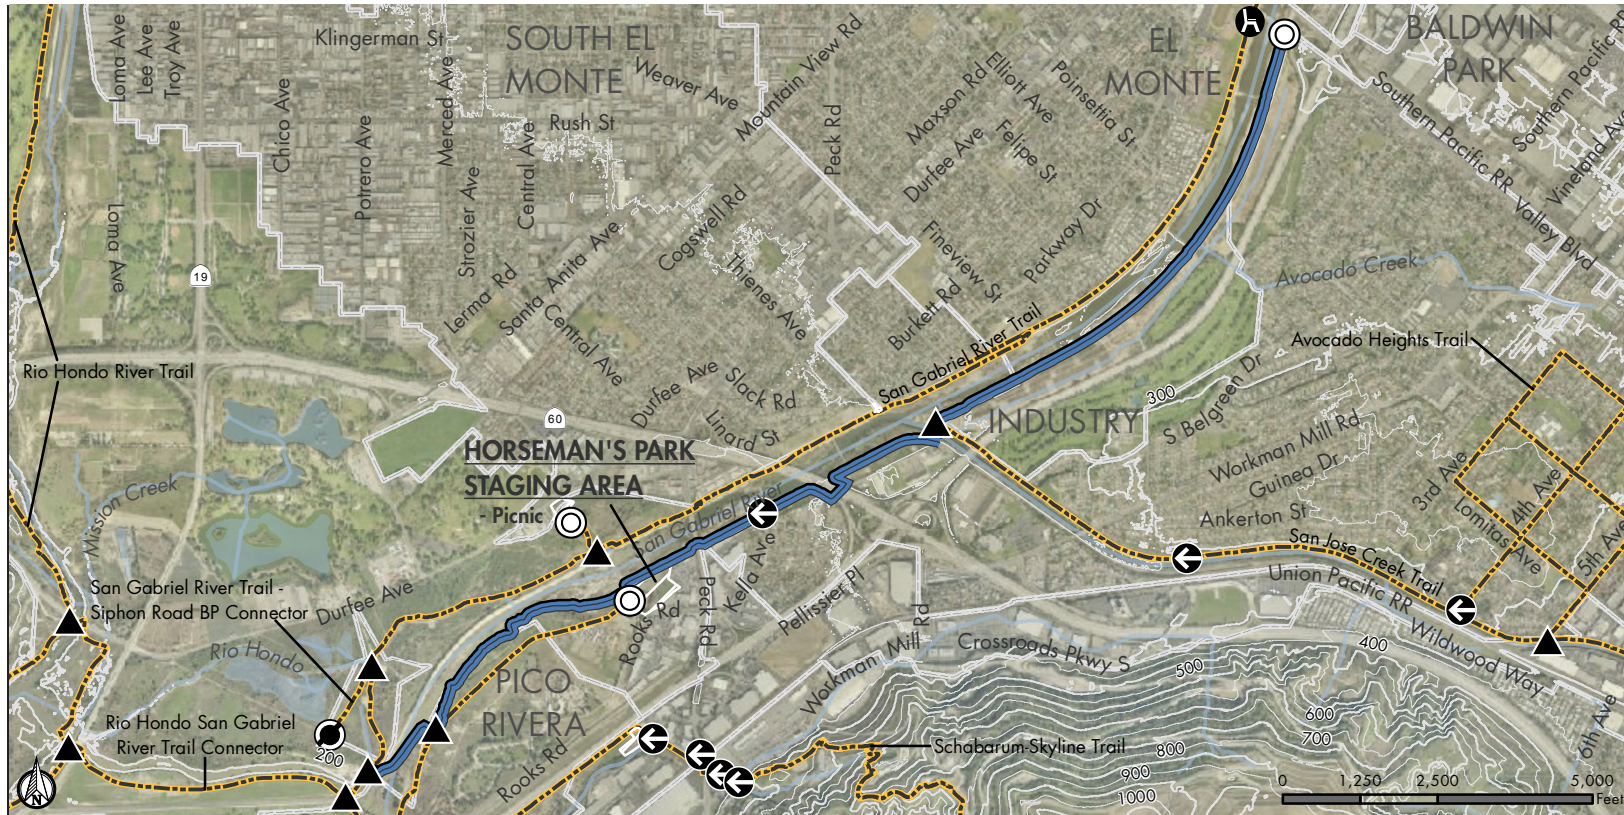 Klingerman St
SOUTH EL
MONTE
EL
MONTE
BALDWIN
PARK
Loma Ave
Lee Ave
Troy Ave
Chico Ave
Potrero Ave
Merced Ave
Weaver Ave
Rush St
Central Ave
Strozier Ave
Mountain View Rd
Peck Rd
Maxson Rd
Elliott Ave
Poinsettia St
Durfee Ave
Felipe St
Southern Pacific RR
Southern Pacific R
Vineland Ave
Valley Blvd
Loma Ave
19
Lermar Rd
Santa Anita Ave
Central Ave
Cogswell Rd
Thienes Ave
Fineview St
Parkway Dr
Burkett Rd
San Gabriel River Trail
Avocado Creek
Avocado Heights Trail
Rio Hondo River Trail
Durfee Ave
Slack Rd
Linard St
60
INDUSTRY
300
S Belgreen Dr
Workman Mill Rd
Guinea Dr
Ankerton St
3rd Ave
4th Ave
Lomitas Ave
5th Ave
HORSEMAN'S PARK
STAGING AREA
- Picnic
San Gabriel River
Mission Creek
San Jose Creek Trail
Union Pacific RR
Wildwood Way
San Gabriel River Trail -
Siphon Road BP Connector
Durfee Ave
Rio Hondo
Rooks Rd
Peck Rd
Kella Ave
Pellissier Pl
Workman Mill Rd
Crossroads Pkwy S
400
500
600
700
800
900
1000
PICO
RIVERA
Rio Hondo San Gabriel
River Trail Connector
200
Rooks Rd
Schabarum-Skyline Trail
6th Ave
N
0 1,250 2,500 5,000
Feet